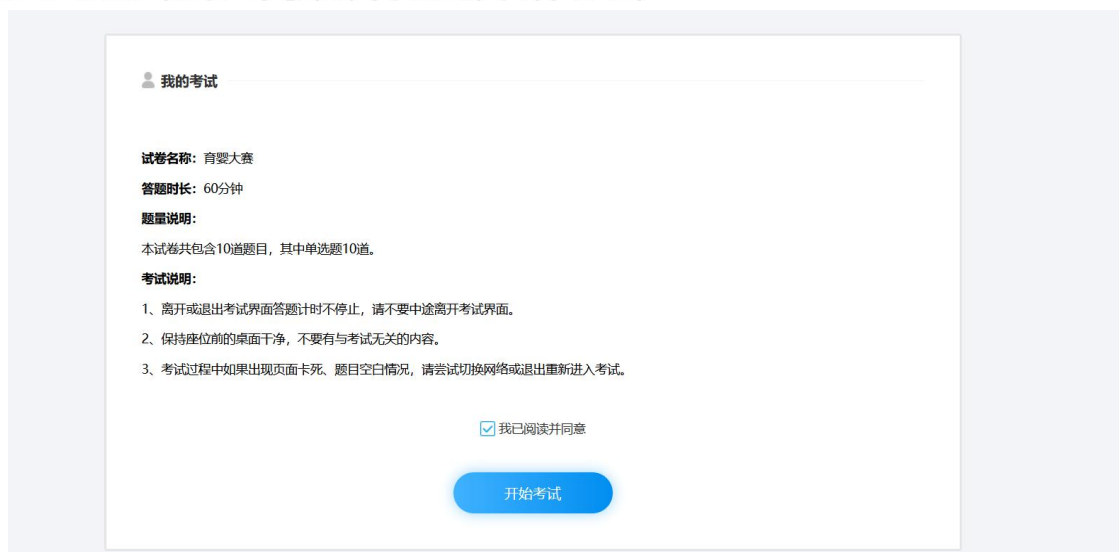 我的考试
试卷名称：育婴大赛
答题时长：60分钟
题量说明：
本试卷共包含10道题目，其中单选题10道。
考试说明：
1、离开或退出考试界面答题计时不停止，请不要中途离开考试界面。
2、保持座位前的桌面干净，不要有与考试无关的内容。
3、考试过程中如果出现页面卡死、题目空白情况，请尝试切换网络或退出重新进入考试。
我已阅读并同意
开始考试